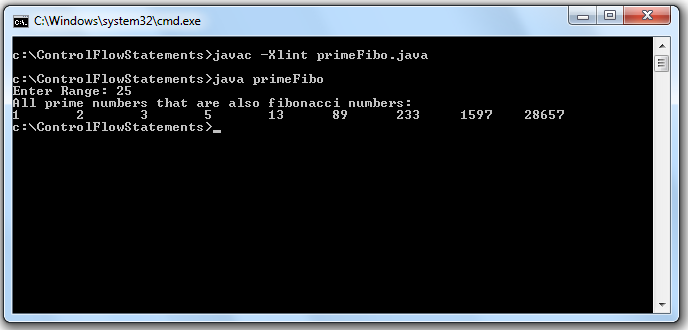 C:\Windows\system32\cmd.exe
c:\ControlFlowStatements>javac -Xlint primeFibo.java
c:\ControlFlowStatements>java primeFibo
Enter Range: 25
All prime numbers that are also fibonacci numbers:
1 2 3 5 13 89 233 1597 28657
c:\ControlFlowStatements>_